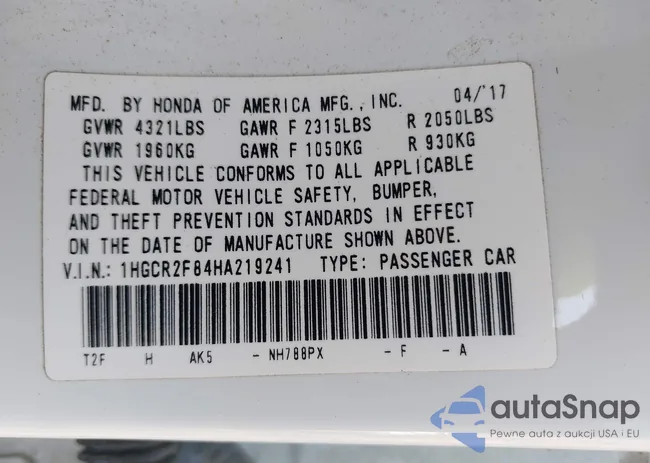 MFD. BY HONDA OF AMERICA MFG., INC. 04/'17
GVWR 4321LBS GAWR F 2315LBS R 2050LBS
GVWR 1960KG GAWR F 1050KG R 930KG
THIS VEHICLE CONFORMS TO ALL APPLICABLE
FEDERAL MOTOR VEHICLE SAFETY, BUMPER,
AND THEFT PREVENTION STANDARDS IN EFFECT
ON THE DATE OF MANUFACTURE SHOWN ABOVE.
V.I.N.: 1HGCR2F84HA219241 TYPE: PASSENGER CAR
T2F H AK5 - NH788PX - F - A
autaSnap
Pewne auta z aukcji USA i EU